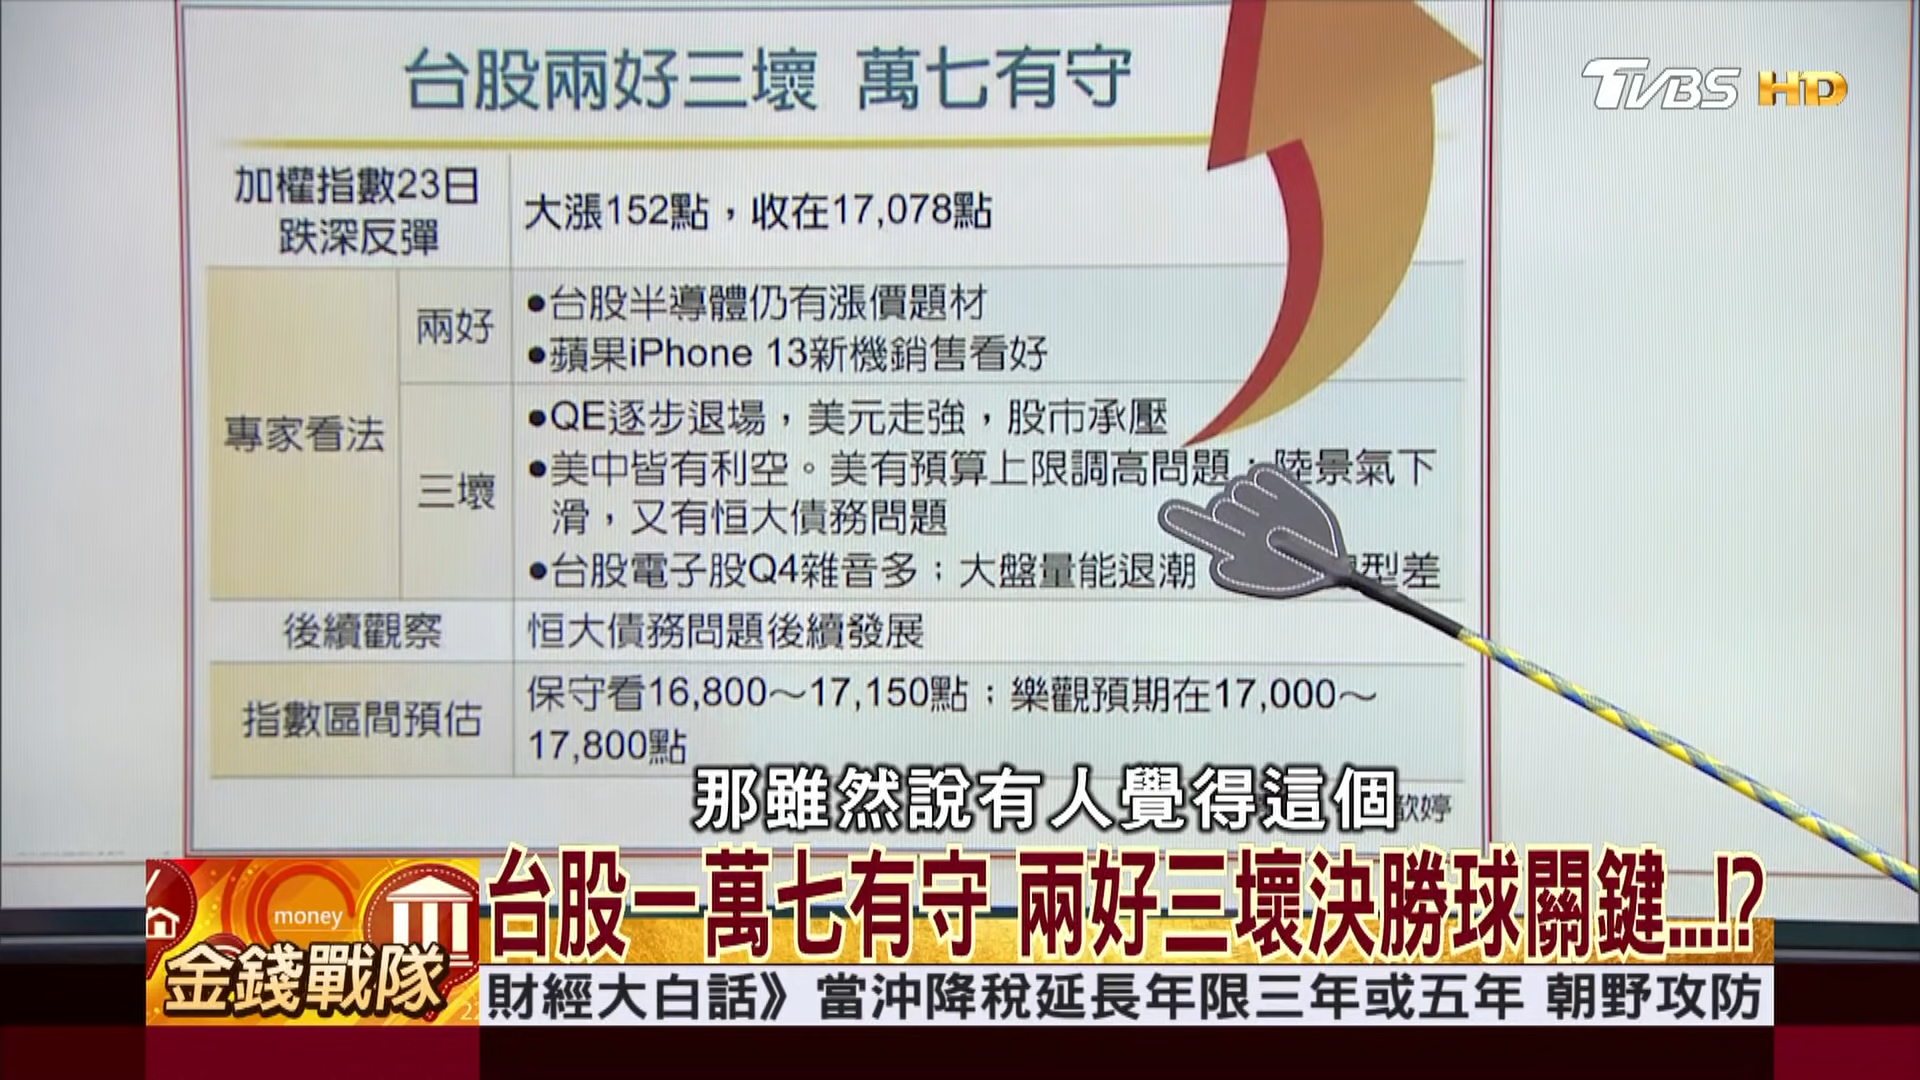 台股兩好三壞 萬七有守
TVBS HD
加權指數23日
跌深反彈
大漲152點，收在17,078點
專家看法
兩好
●台股半導體仍有漲價題材
●蘋果iPhone 13新機銷售看好
三壞
●QE逐步退場，美元走強，股市承壓
●美中皆有利空。美有預算上限調高問題；陸景氣下
滑，又有恒大債務問題
●台股電子股Q4雜音多；大盤量能退潮
型差
後續觀察
恒大債務問題後續發展
指數區間預估
保守看16,800～17,150點；樂觀預期在17,000～
17,800點
歆婷
那雖然說有人覺得這個
money
金錢戰隊
台股一萬七有守 兩好三壞決勝球關鍵...!?
財經大白話》當沖降稅延長年限三年或五年 朝野攻防